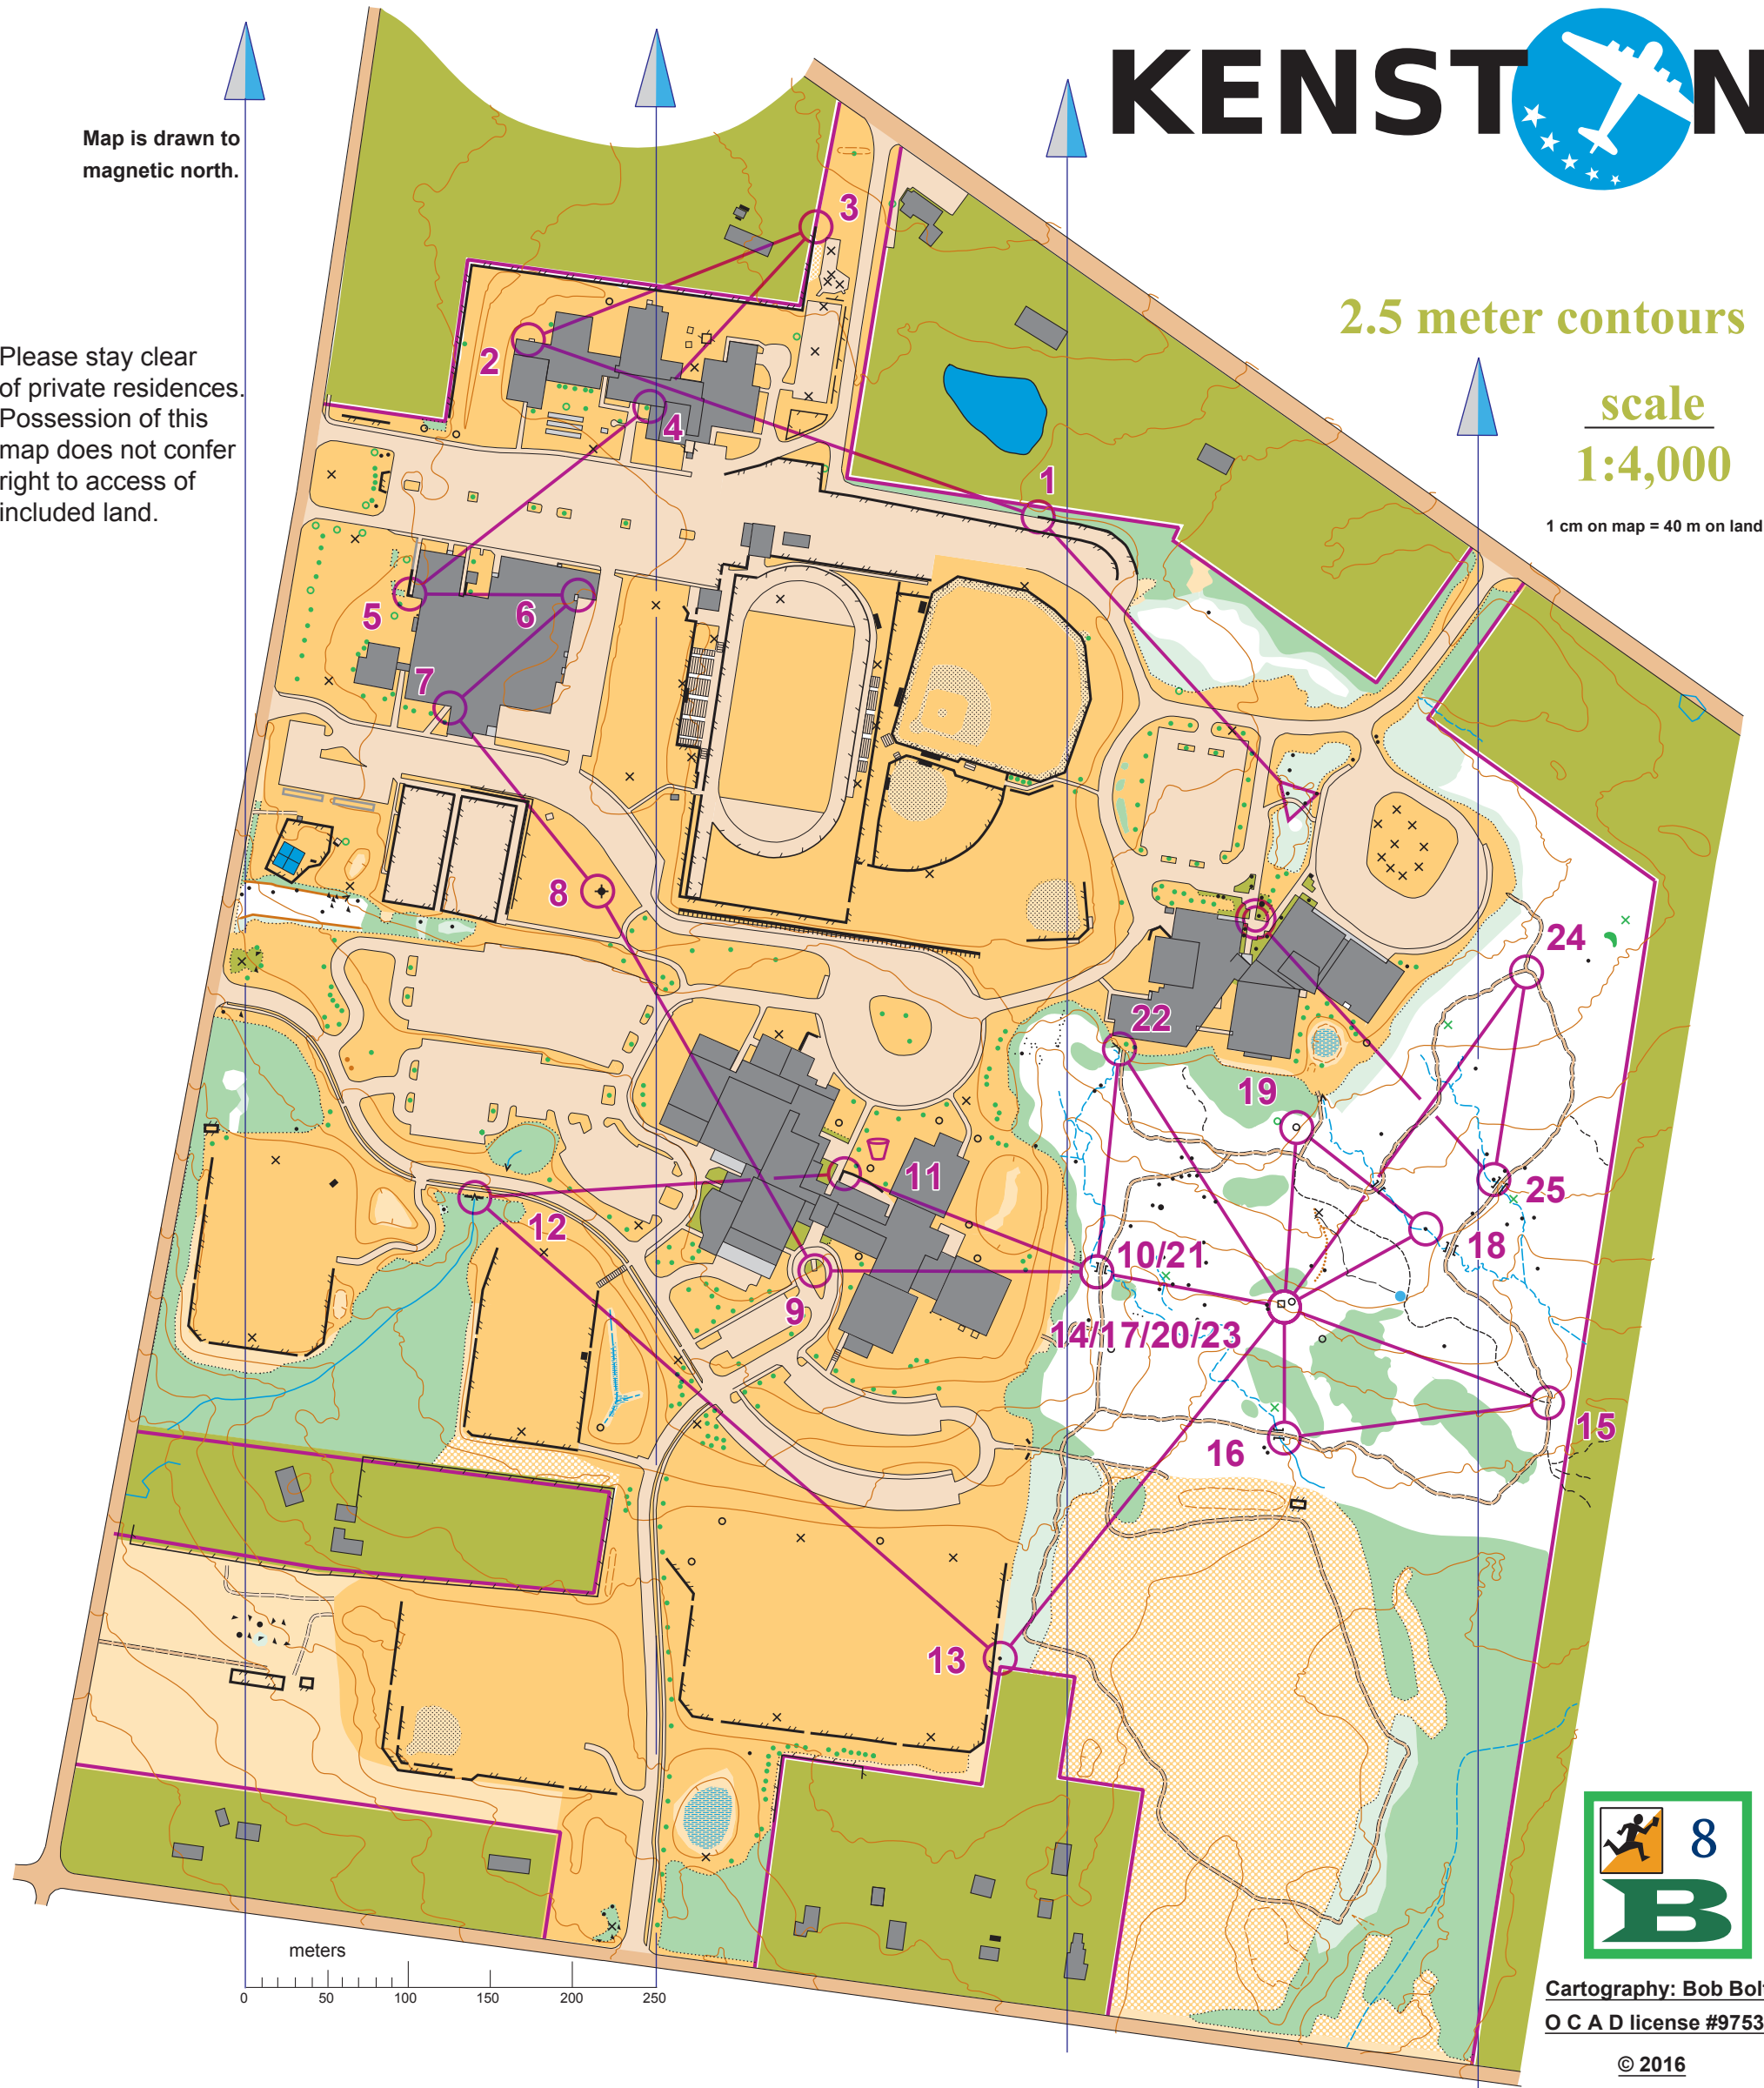 KENST N
Map is drawn to
magnetic north.
2.5 meter contours
scale
1:4,000
1 cm on map = 40 m on land
Please stay clear
of private residences.
Possession of this
map does not confer
right to access of
included land.
3
2
4
1
5
6
7
8
24
22
19
11
25
12
10/21
18
9
14/17/20/23
15
16
13
8
B
meters
0 50 100 150 200 250
Cartography: Bob Bol
O C A D license #9753
© 2016